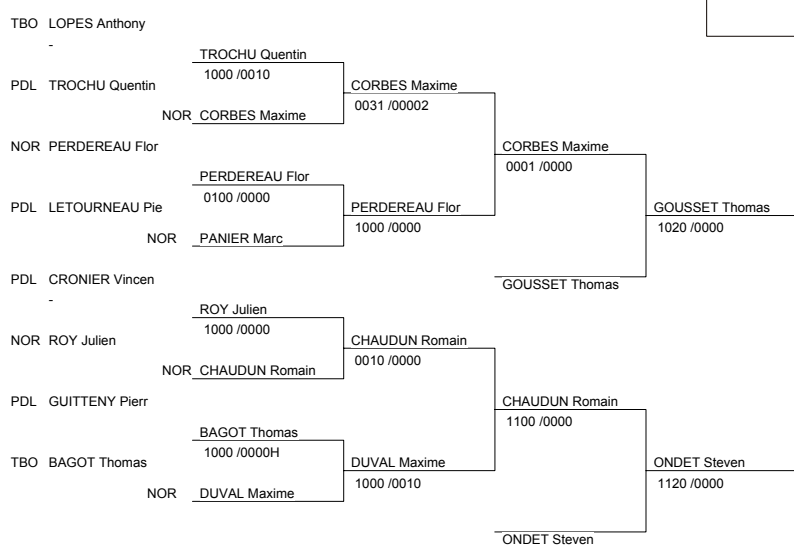 TBO LOPES Anthony
-
TROCHU Quentin
1000 /0010
PDL TROCHU Quentin
CORBES Maxime
0031 /00002
NOR CORBES Maxime
NOR PERDEREAU Flor
CORBES Maxime
0001 /0000
PERDEREAU Flor
0100 /0000
PDL LETOURNEAU Pie
PERDEREAU Flor
1000 /0000
GOUSSET Thomas
1020 /0000
NOR PANIER Marc
PDL CRONIER Vincen
-
GOUSSET Thomas
ROY Julien
1000 /0000
NOR ROY Julien
CHAUDUN Romain
0010 /0000
NOR CHAUDUN Romain
PDL GUITTENY Pierr
CHAUDUN Romain
1100 /0000
BAGOT Thomas
1000 /0000H
TBO BAGOT Thomas
DUVAL Maxime
1000 /0010
ONDET Steven
1120 /0000
NOR DUVAL Maxime
ONDET Steven